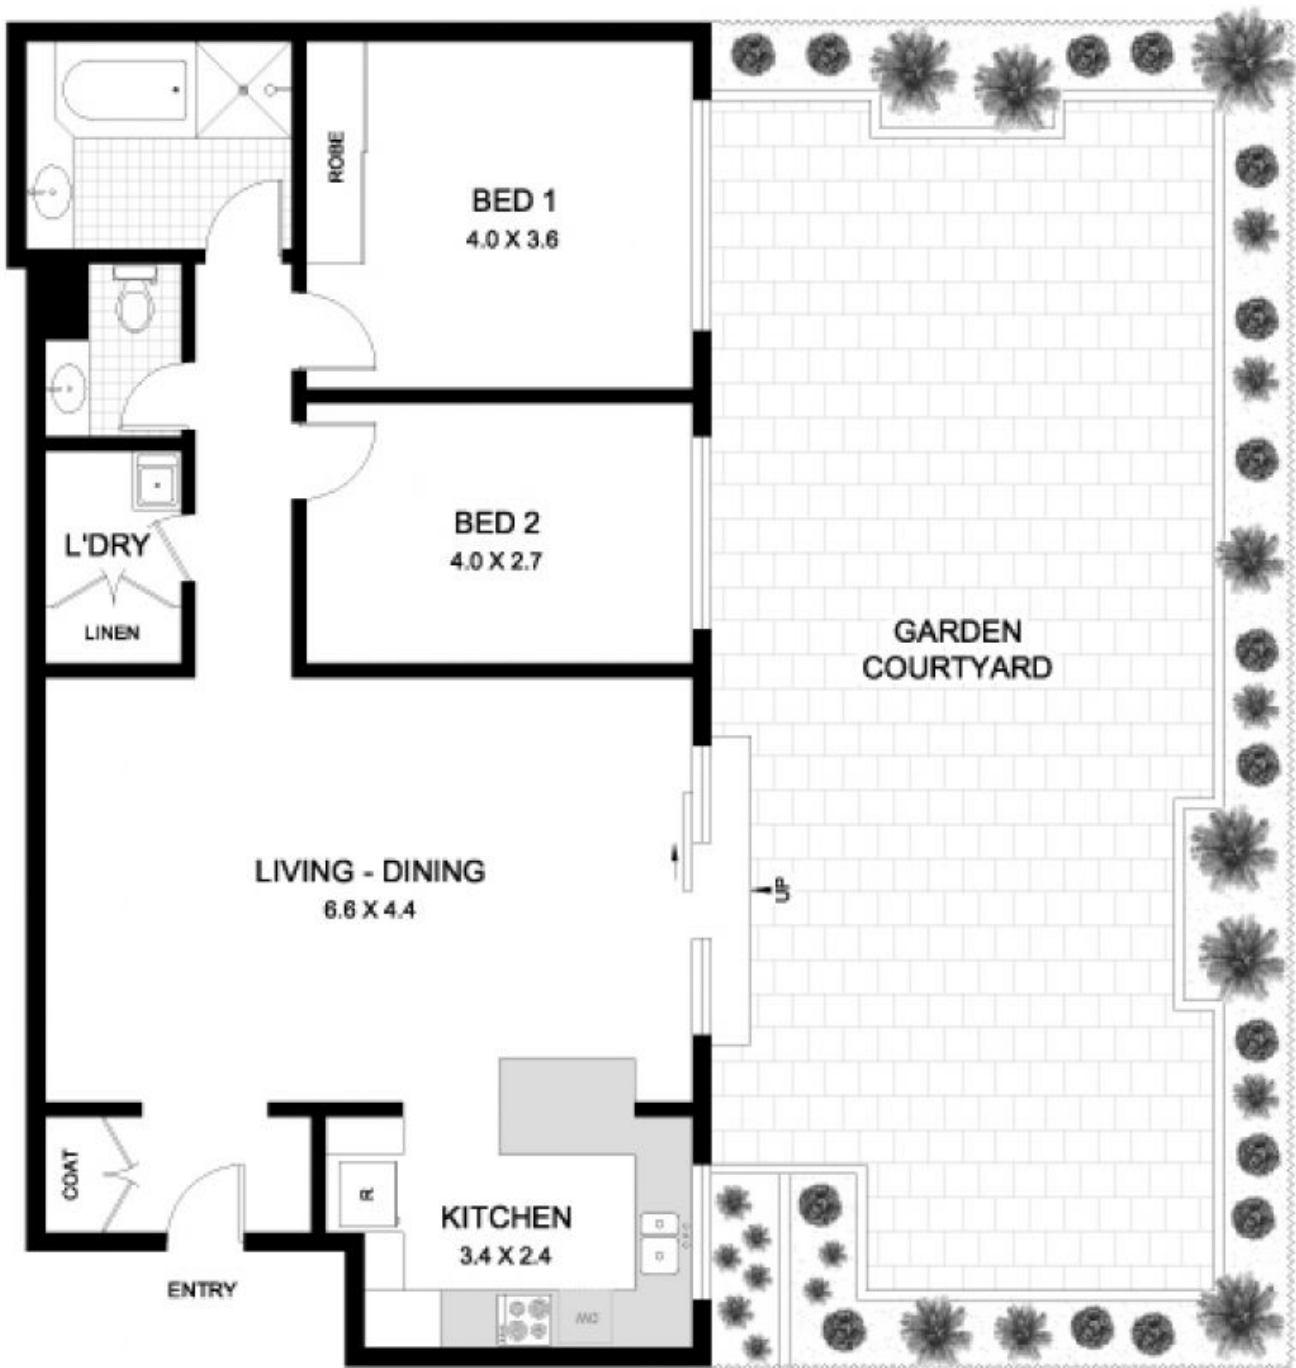 ROBE
BED 1
4.0 X 3.6
BED 2
4.0 X 2.7
L'DRY
LINEN
GARDEN
COURTYARD
LIVING - DINING
6.6 X 4.4
UP
COAT
R
KITCHEN
3.4 X 2.4
DW
ENTRY